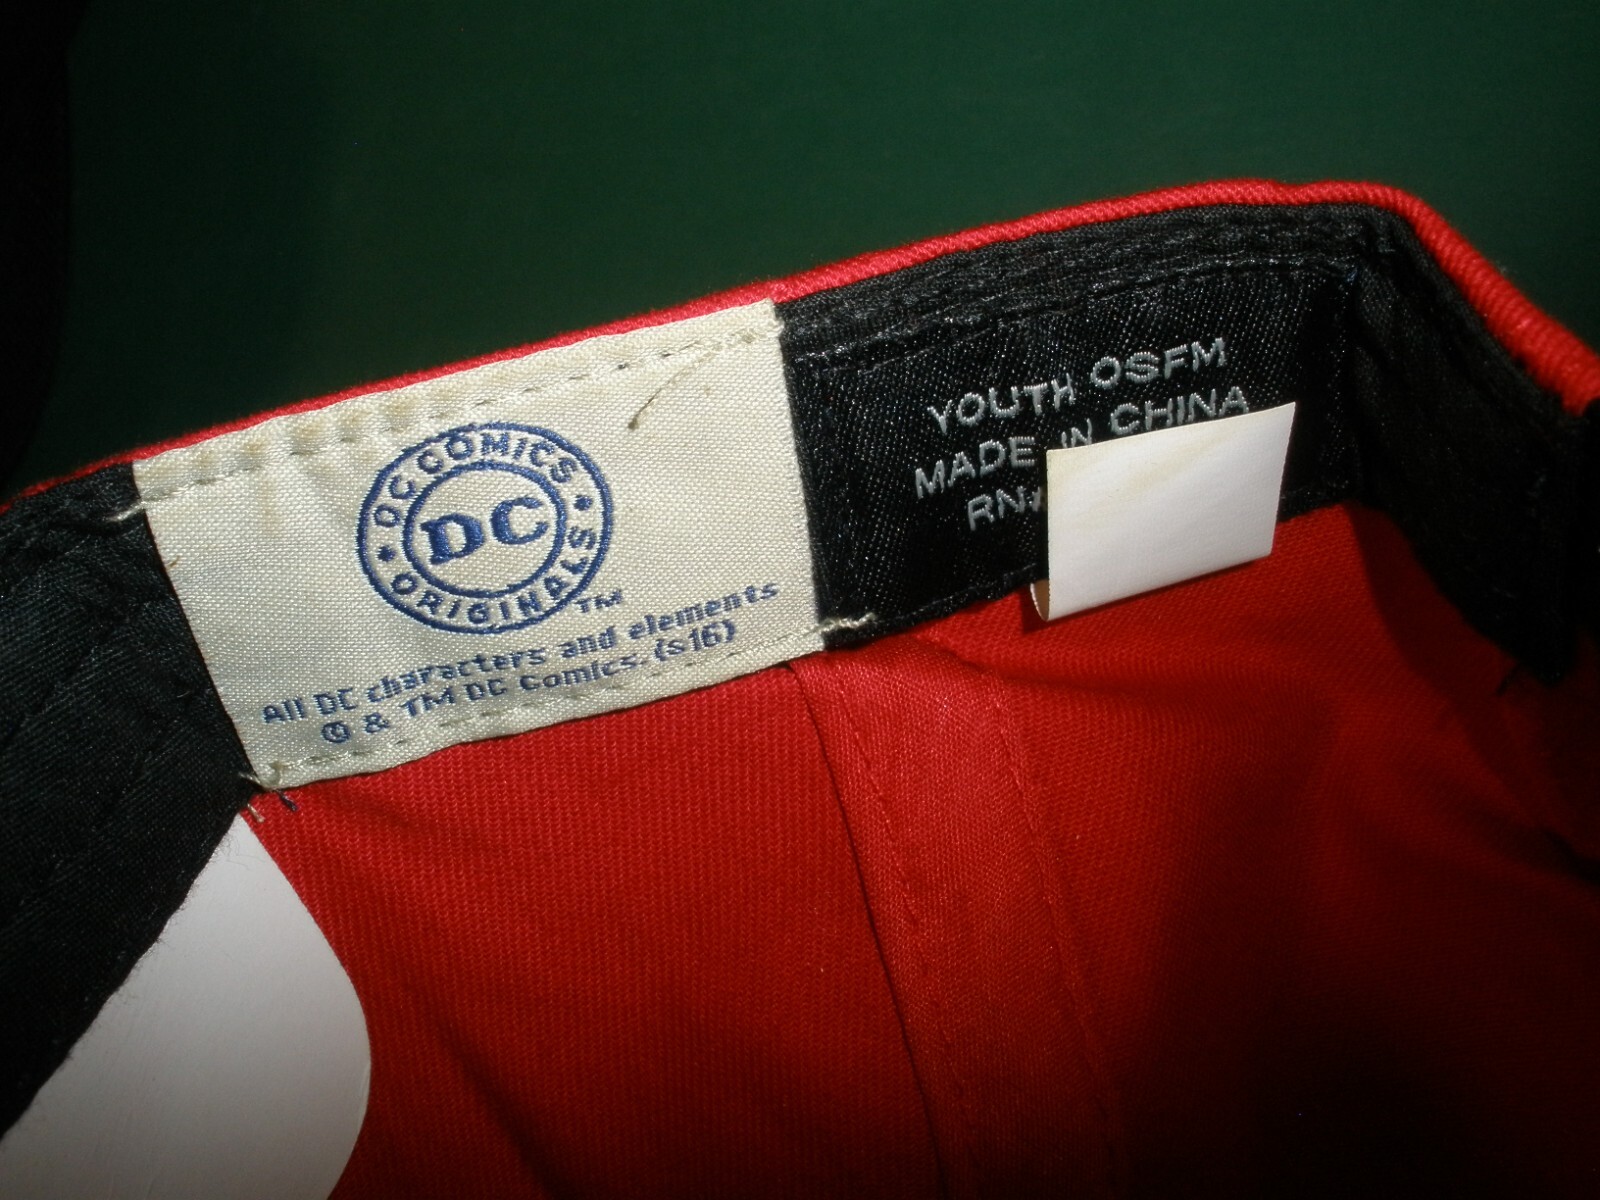 DC COMICS
DC
ORIGINALS
TM
All DC characters and elements
© & TM DC Comics. (s16)
YOUTH OSFM
MADE IN CHINA
RN#